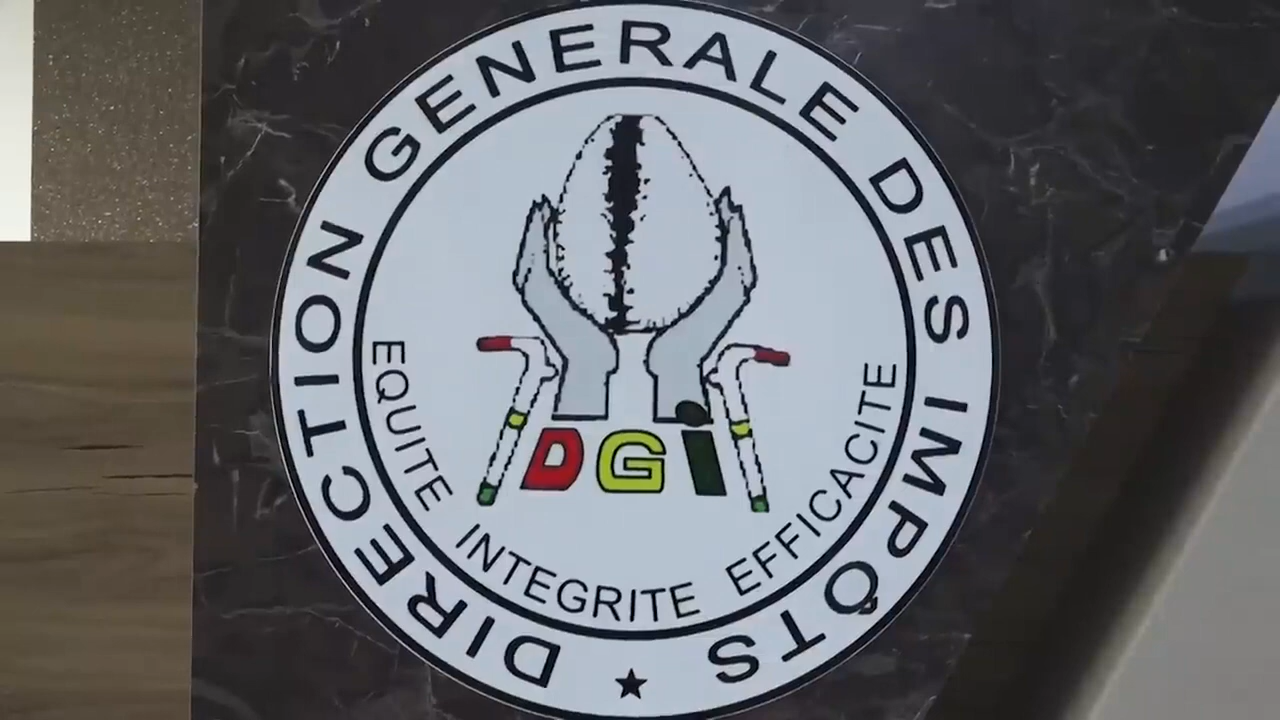 DIRECTION GENERALE DES IMPÔTS
EQUITE INTEGRITE EFFICACITE
DGI